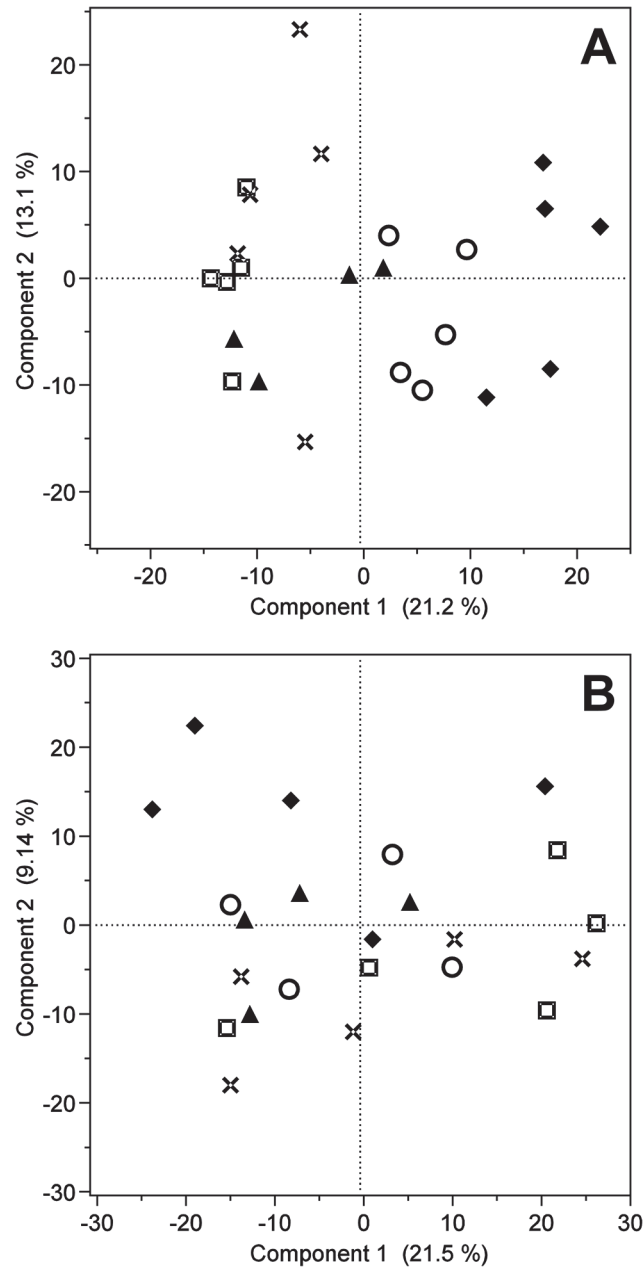 A
20
10
0
-10
-20
Component 2 (13.1 %)
-20 -10 0 10 20
Component 1 (21.2 %)
B
30
20
10
0
-10
-20
-30
Component 2 (9.14 %)
-30 -20 -10 0 10 20 30
Component 1 (21.5 %)